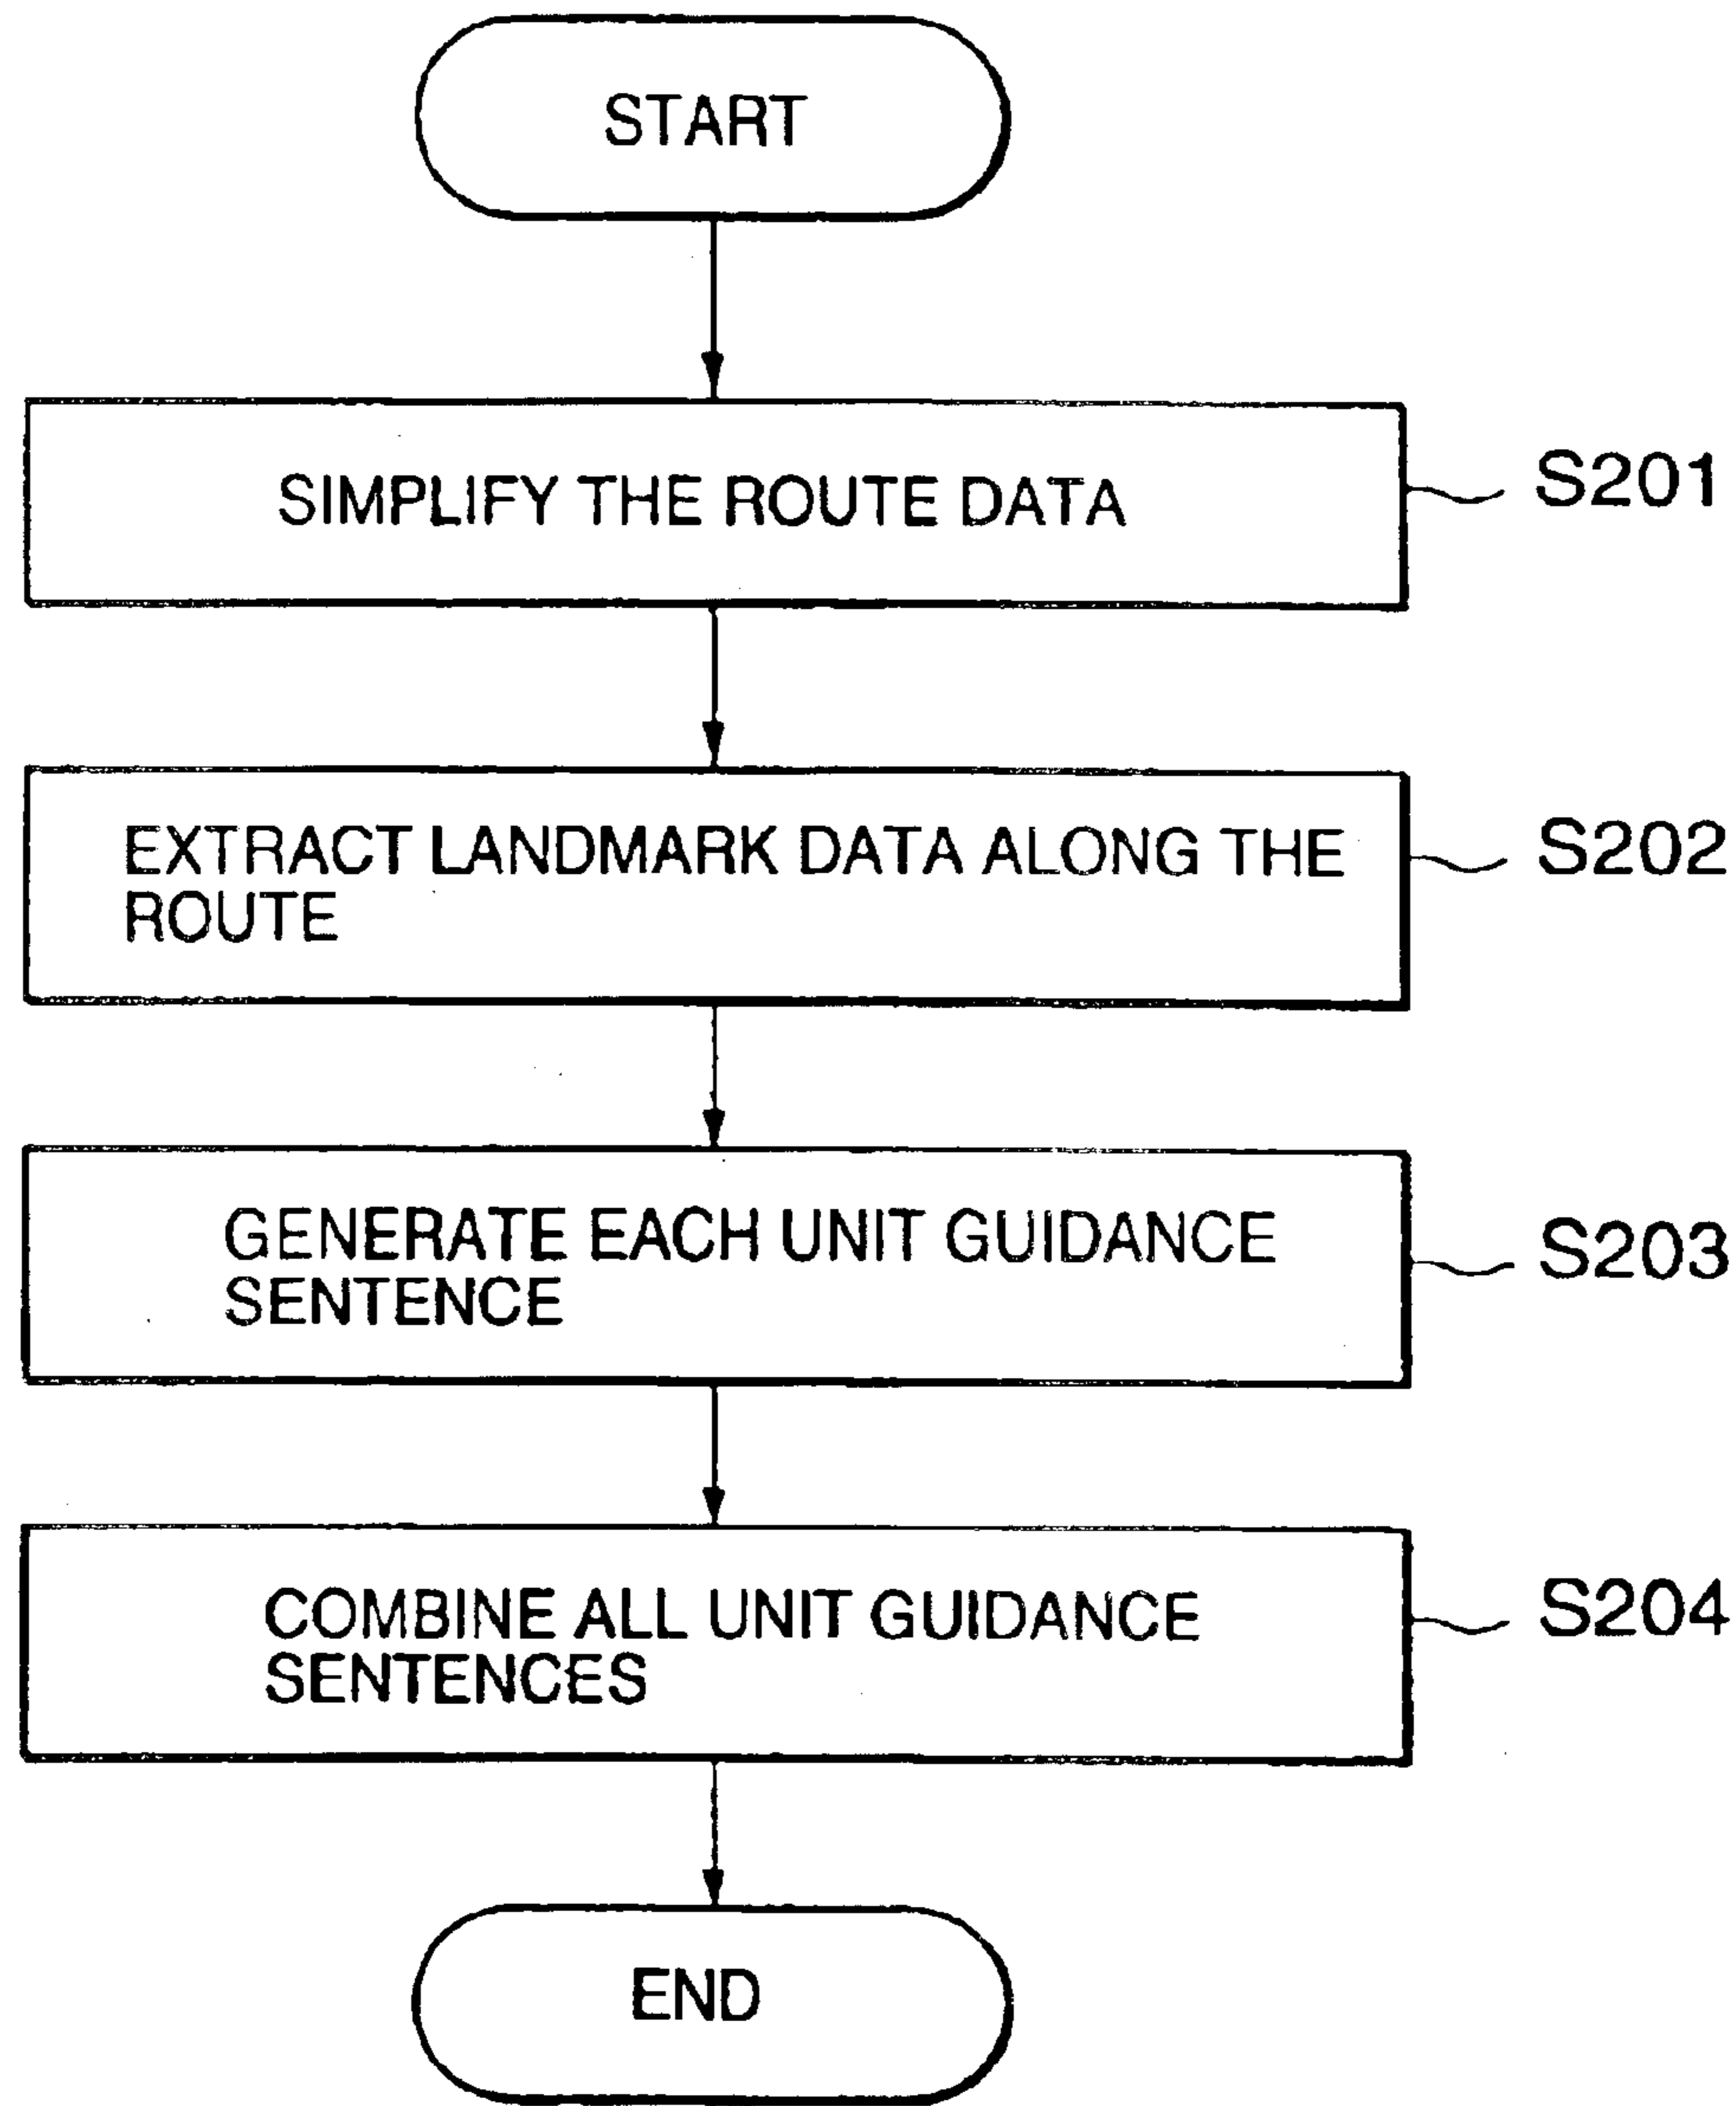 START
SIMPLIFY THE ROUTE DATA
S201
EXTRACT LANDMARK DATA ALONG THE
ROUTE
S202
GENERATE EACH UNIT GUIDANCE
SENTENCE
S203
COMBINE ALL UNIT GUIDANCE
SENTENCES
S204
END